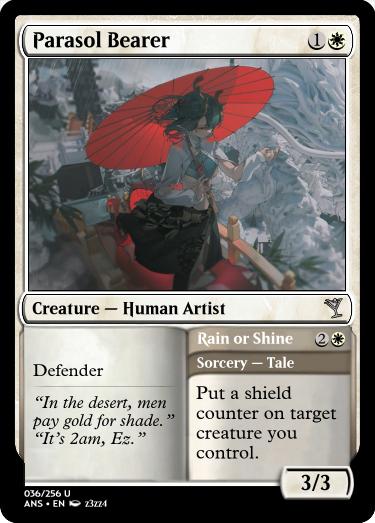 Parasol Bearer 1
Creature — Human Artist
Defender
“In the desert, men
pay gold for shade.”
“It’s 2am, Ez.”
Rain or Shine 2
Sorcery — Tale
Put a shield
counter on target
creature you
control.
3/3
036/256 U
ANS • EN z3zz4